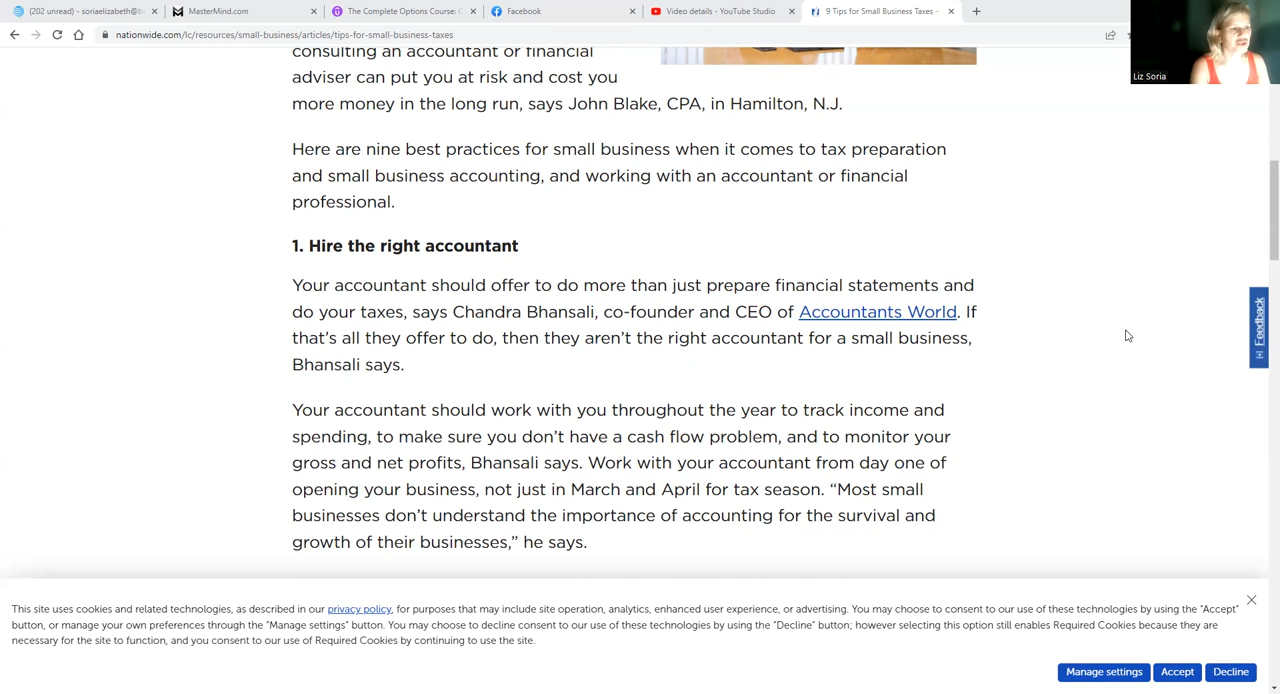 (202 unread) - soriaelizabeth@b
MasterMind.com
The Complete Options Course: C
Facebook
Video details - YouTube Studio
9 Tips for Small Business Taxes –
nationwide.com/lc/resources/small-business/articles/tips-for-small-business-taxes
Liz Soria
consulting an accountant or financial
adviser can put you at risk and cost you
more money in the long run, says John Blake, CPA, in Hamilton, N.J.
Here are nine best practices for small business when it comes to tax preparation
and small business accounting, and working with an accountant or financial
professional.
1. Hire the right accountant
Your accountant should offer to do more than just prepare financial statements and
do your taxes, says Chandra Bhansali, co-founder and CEO of Accountants World. If
that's all they offer to do, then they aren't the right accountant for a small business,
Bhansali says.
Your accountant should work with you throughout the year to track income and
spending, to make sure you don't have a cash flow problem, and to monitor your
gross and net profits, Bhansali says. Work with your accountant from day one of
opening your business, not just in March and April for tax season. “Most small
businesses don't understand the importance of accounting for the survival and
growth of their businesses,” he says.
Feedback
This site uses cookies and related technologies, as described in our privacy policy, for purposes that may include site operation, analytics, enhanced user experience, or advertising. You may choose to consent to our use of these technologies by using the "Accept"
button, or manage your own preferences through the "Manage settings" button. You may choose to decline consent to our use of these technologies by using the "Decline" button; however selecting this option still enables Required Cookies because they are
necessary for the site to function, and you consent to our use of Required Cookies by continuing to use the site.
Manage settings
Accept
Decline